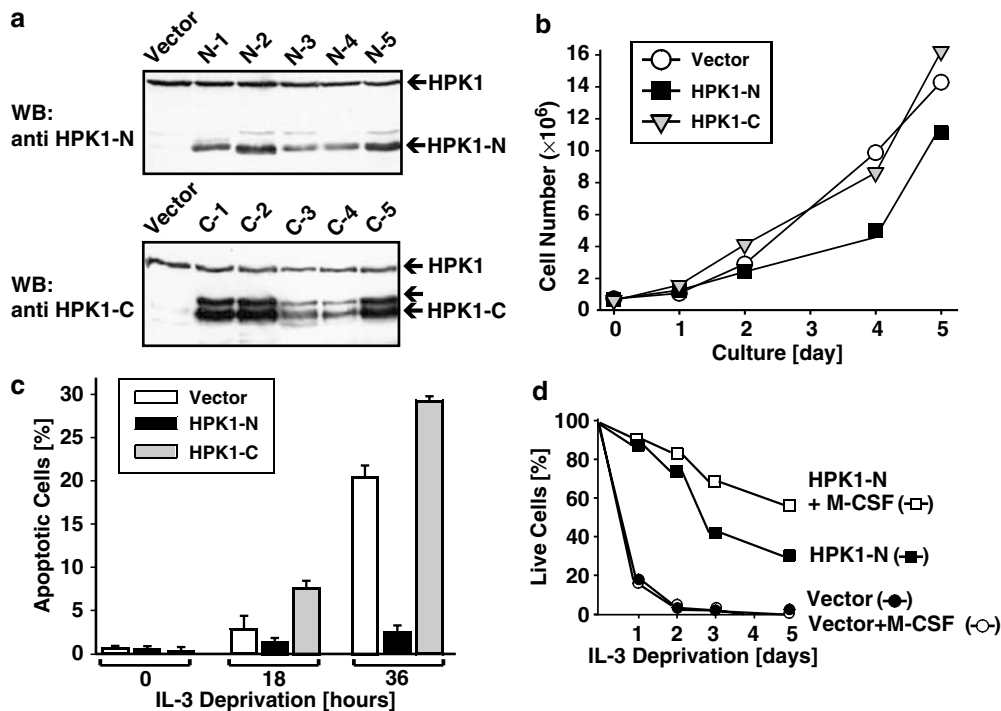 a
Vector N-1 N-2 N-3 N-4 N-5
WB:
anti HPK1-N
←HPK1
←HPK1-N
Vector C-1 C-2 C-3 C-4 C-5
WB:
anti HPK1-C
←HPK1
←
←HPK1-C
b
Vector
HPK1-N
HPK1-C
Cell Number (×10⁶)
16
14
12
10
8
6
4
2
0
0 1 2 3 4 5
Culture [day]
c
Vector
HPK1-N
HPK1-C
Apoptotic Cells [%]
30
25
20
15
10
5
0
0 18 36
IL-3 Deprivation [hours]
d
Live Cells [%]
100
80
60
40
20
0
1 2 3 5
IL-3 Deprivation [days]
HPK1-N
+ M-CSF (-□-)
HPK1-N (-■-)
Vector (-●-)
Vector+M-CSF (-○-)